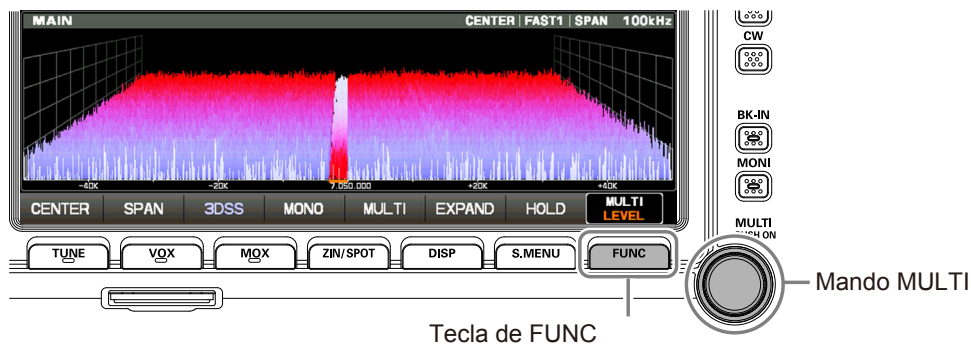 MAIN
CENTER | FAST1 | SPAN 100kHz
-40K -20K 7.050.000 +20K +40K
CENTER SPAN 3DSS MONO MULTI EXPAND HOLD MULTI LEVEL
TUNE VOX MOX ZIN/SPOT DISP S.MENU FUNC
CW
BK-IN
MONI
MULTI
PUSH ON
Mando MULTI
Tecla de FUNC